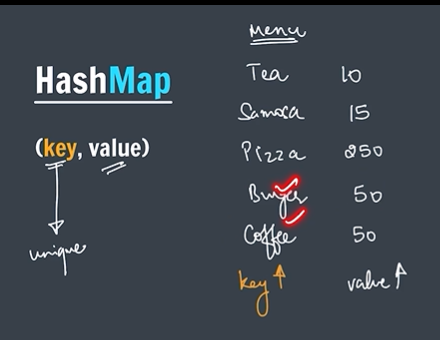 HashMap
(key, value)
unique
Menu
Tea 10
Samosa 15
Pizza 250
Burger 50
Coffee 50
key value